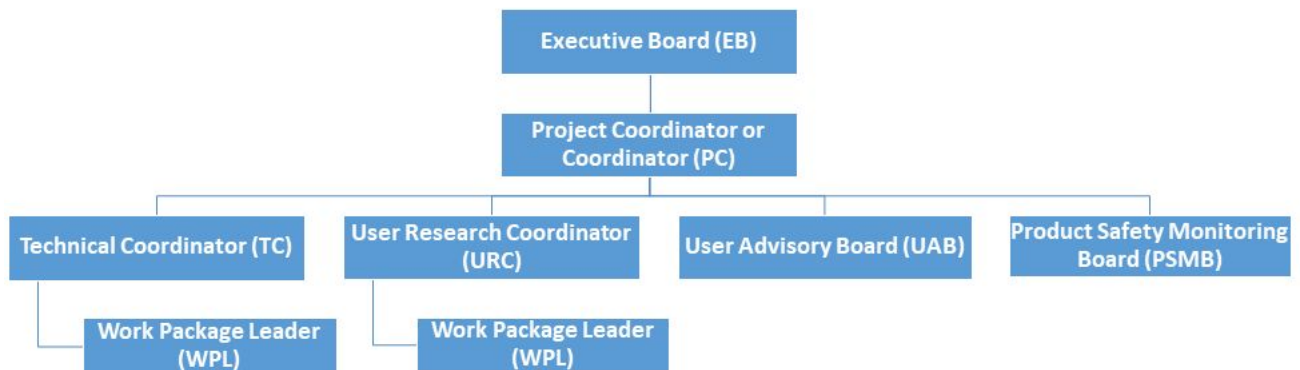 Executive Board (EB)
Project Coordinator or
Coordinator (PC)
Technical Coordinator (TC)
User Research Coordinator
(URC)
User Advisory Board (UAB)
Product Safety Monitoring
Board (PSMB)
Work Package Leader
(WPL)
Work Package Leader
(WPL)